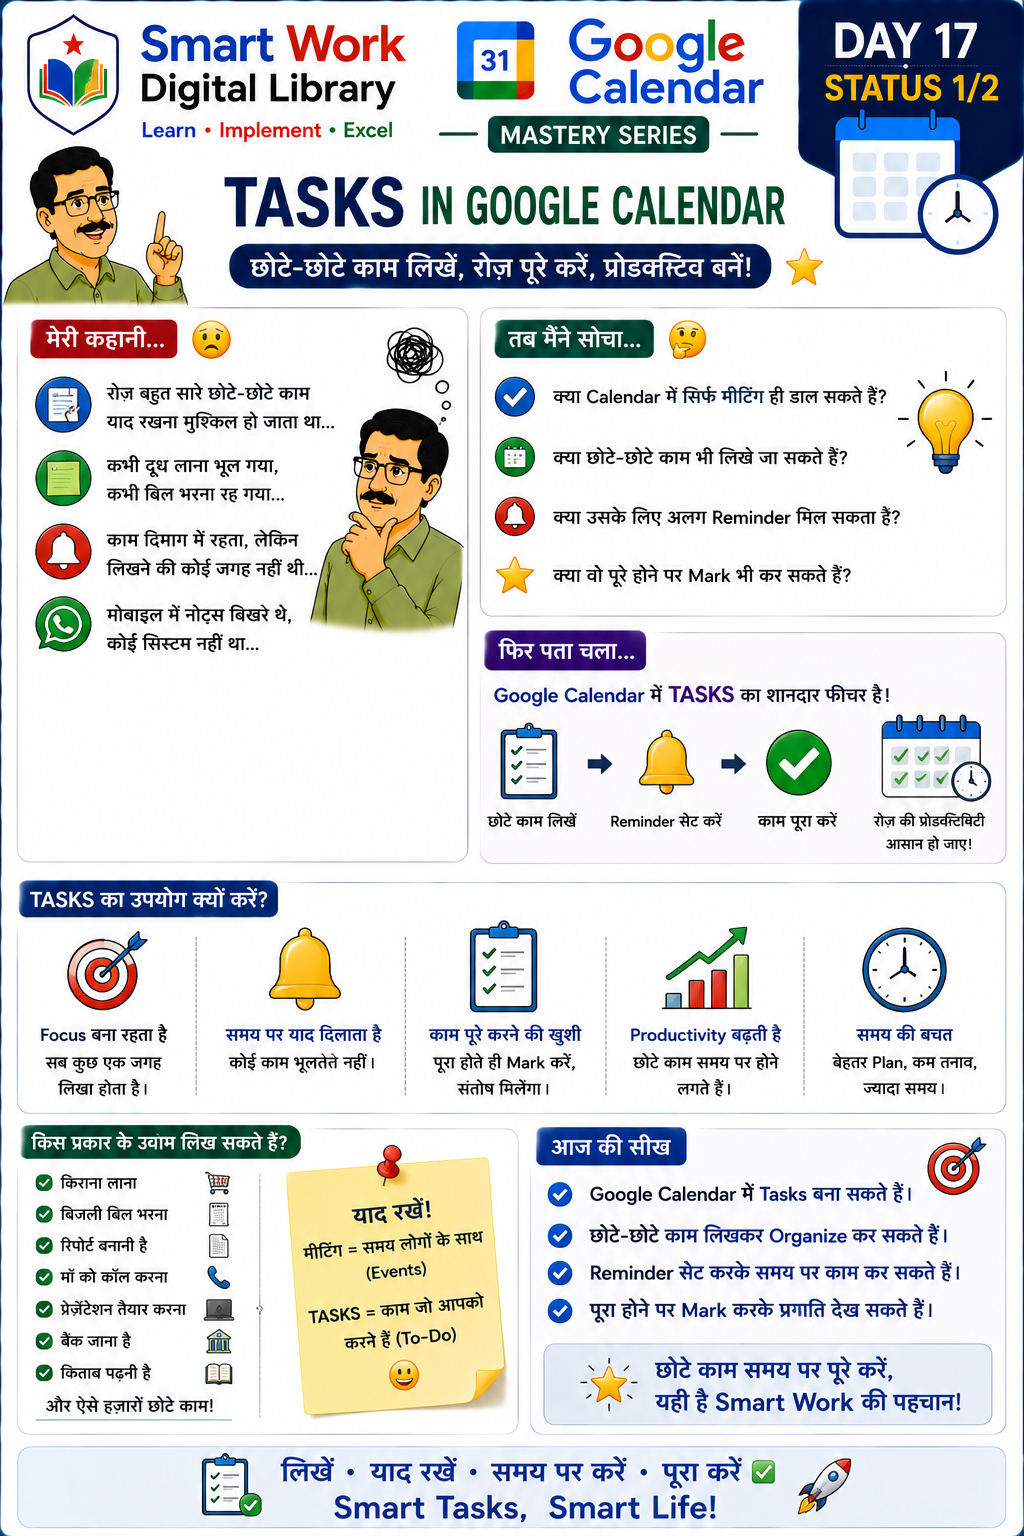 Smart Work
Digital Library
Learn • Implement • Excel
31
Google
Calendar
MASTERY SERIES
DAY 17
STATUS 1/2
TASKS IN GOOGLE CALENDAR
छोटे-छोटे काम लिखें, रोज़ पूरे करें, प्रोडक्टिव बनें!
मेरी कहानी...
रोज़ बहुत सारे छोटे-छोटे काम
याद रखना मुश्किल हो जाता था...
कभी दूध लाना भूल गया,
कभी बिल भरना रह गया...
काम दिमाग में रहता, लेकिन
लिखने की कोई जगह नहीं थी...
मोबाइल में नोट्स बिखरे थे,
कोई सिस्टम नहीं था...
तब मैंने सोचा...
क्या Calendar में सिर्फ मीटिंग ही डाल सकते हैं?
क्या छोटे-छोटे काम भी लिखे जा सकते हैं?
क्या उसके लिए अलग Reminder मिल सकता हैं?
क्या वो पूरे होने पर Mark भी कर सकते हैं?
फिर पता चला...
Google Calendar में TASKS का शानदार फीचर है!
छोटे काम लिखें
Reminder सेट करें
काम पूरा करें
रोज़ की प्रोडक्टिबिटी
आसान हो जाए!
TASKS का उपयोग क्यों करें?
Focus बना रहता है
सब कुछ एक जगह
लिखा होता है।
समय पर याद दिलाता है
कोई काम भूलतेते नहीं।
काम पूरे करने की खुशी
पूरा होते ही Mark करें,
संतोष मिलेंगा।
Productivity बढ़ती है
छोटे काम समय पर होने
लगते हैं।
समय की बचत
बेहतर Plan, कम तनाव,
ज्यादा समय।
किस प्रकार के लिख सकते हैं?
किराना लाना
बिजली बिल भरना
रिपोर्ट बनानी है
मॉ को कॉल करना
प्रेज़ेंटेशन तैयार करना
बैंक जाना है
किताब पढ़नी है
और ऐसे हज़ारों छोटे काम!
याद रखें!
मीटिंग = समय लोगों के साथ
(Events)
TASKS = काम जो आपको
करने हैं (To-Do)
आज की सीख
Google Calendar में Tasks बना सकते हैं।
छोटे-छोटे काम लिखकर Organize कर सकते हैं।
Reminder सेट करके समय पर काम कर सकते हैं।
पूरा होने पर Mark करके प्रगाति देख सकते हैं।
छोटे काम समय पर पूरे करें,
यही है Smart Work की पहचान!
लिखें • याद रखें • समय पर करें • पूरा करें
Smart Tasks, Smart Life!